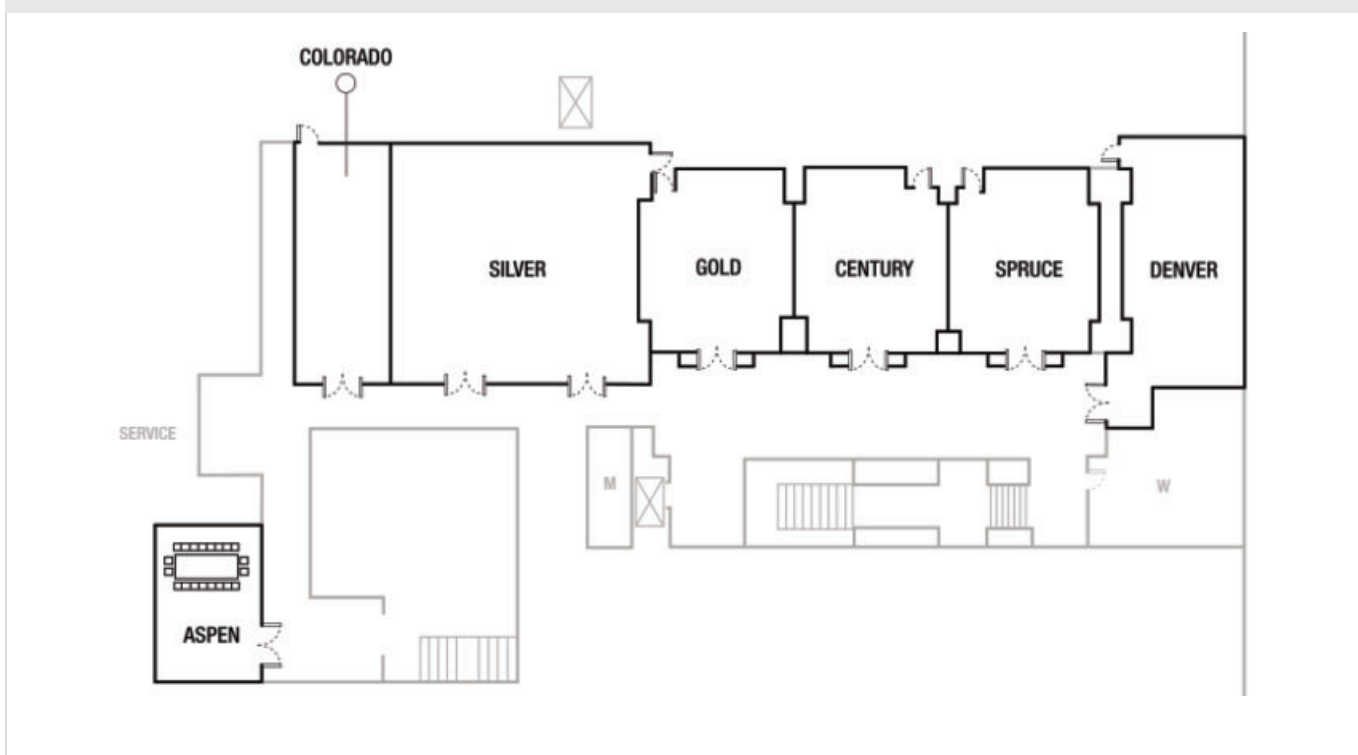 COLORADO
SILVER
GOLD
CENTURY
SPRUCE
DENVER
SERVICE
M
W
ASPEN